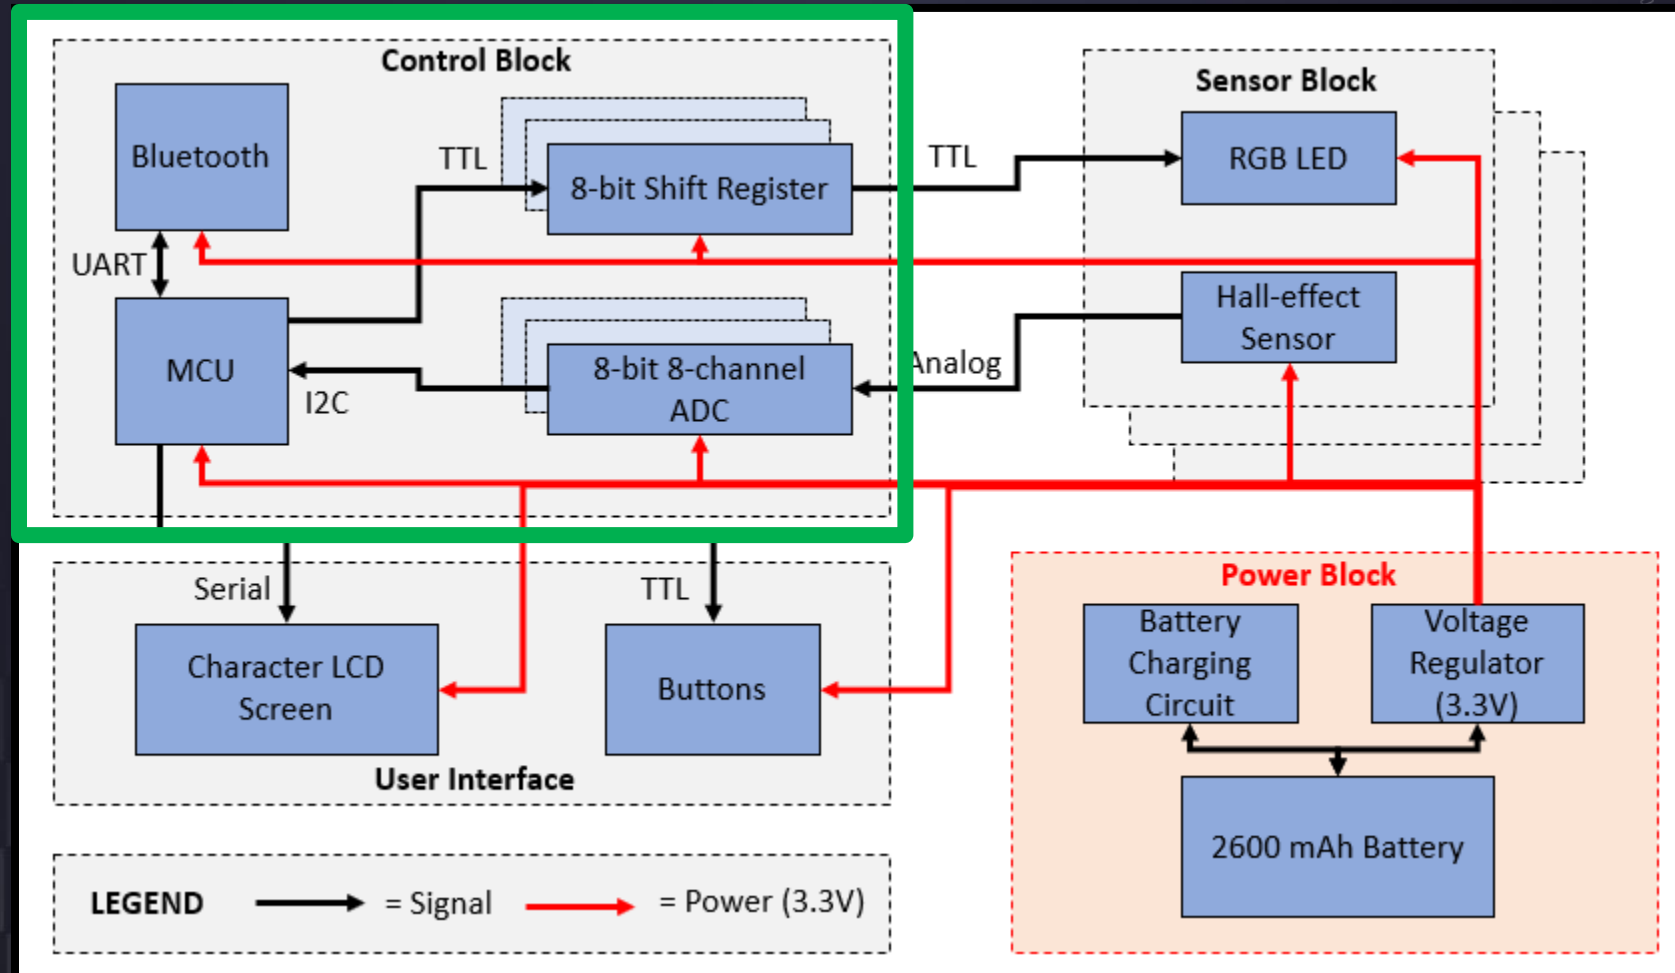 Control Block
Bluetooth
TTL
8-bit Shift Register
UART
MCU
I2C
8-bit 8-channel
ADC
TTL
Analog
Sensor Block
RGB LED
Hall-effect
Sensor
Serial
TTL
Character LCD
Screen
Buttons
User Interface
Power Block
Battery
Charging
Circuit
Voltage
Regulator
(3.3V)
2600 mAh Battery
LEGEND
= Signal
= Power (3.3V)